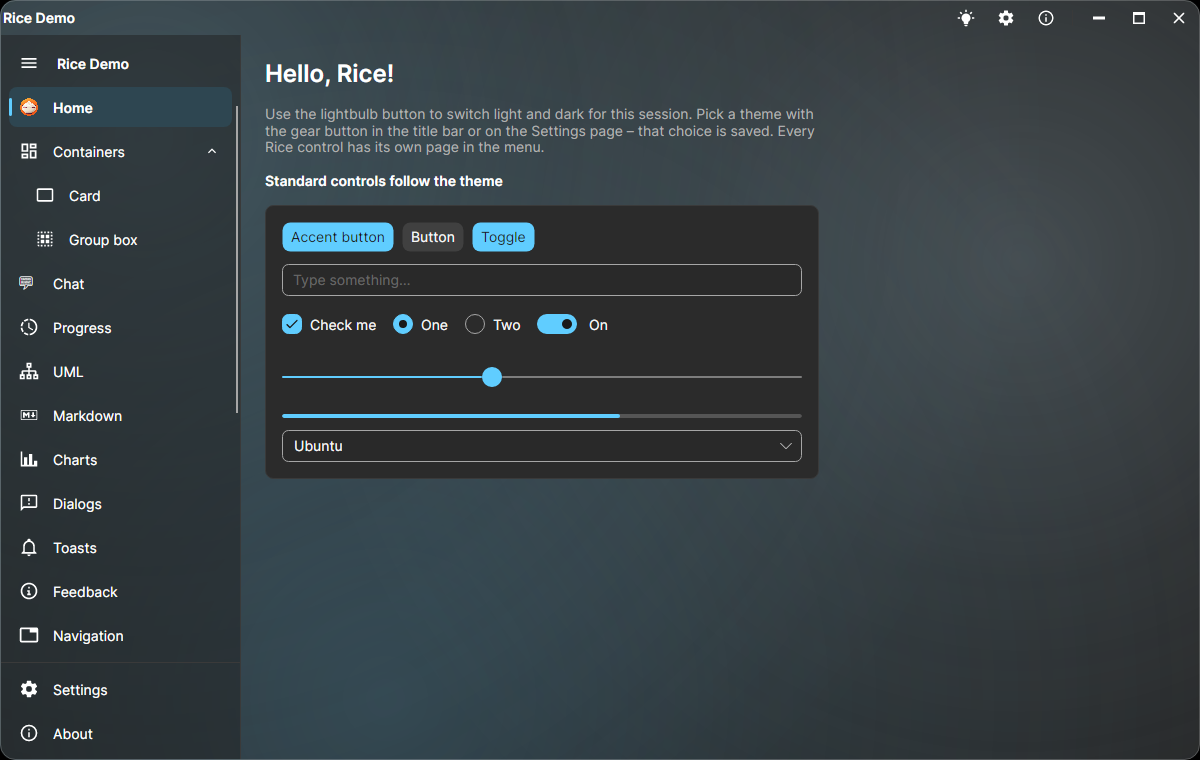 Rice Demo
Rice Demo
Home
Containers
Card
Group box
Chat
Progress
UML
Markdown
Charts
Dialogs
Toasts
Feedback
Navigation
Settings
About
Hello, Rice!
Use the lightbulb button to switch light and dark for this session. Pick a theme with
the gear button in the title bar or on the Settings page – that choice is saved. Every
Rice control has its own page in the menu.
Standard controls follow the theme
Accent button Button Toggle
Type something...
Check me One Two On
Ubuntu